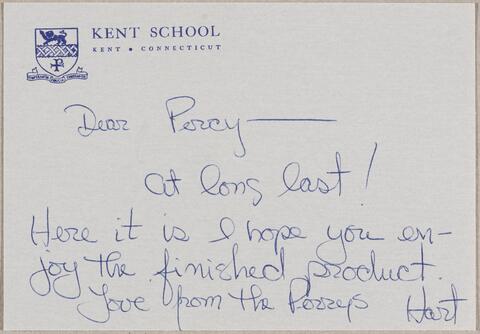 KENT SCHOOL
KENT • CONNECTICUT
Dear Percy—
at long last!
Here it is I hope you en-
joy the finished product.
Love from the Perrys Hart